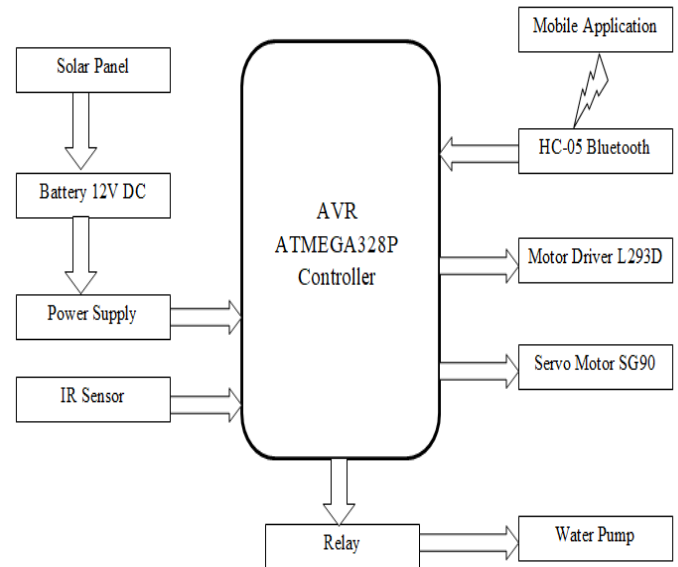 Mobile Application
Solar Panel
HC-05 Bluetooth
Battery 12V DC
AVR
ATMEGA328P
Controller
Motor Driver L293D
Power Supply
Servo Motor SG90
IR Sensor
Relay
Water Pump